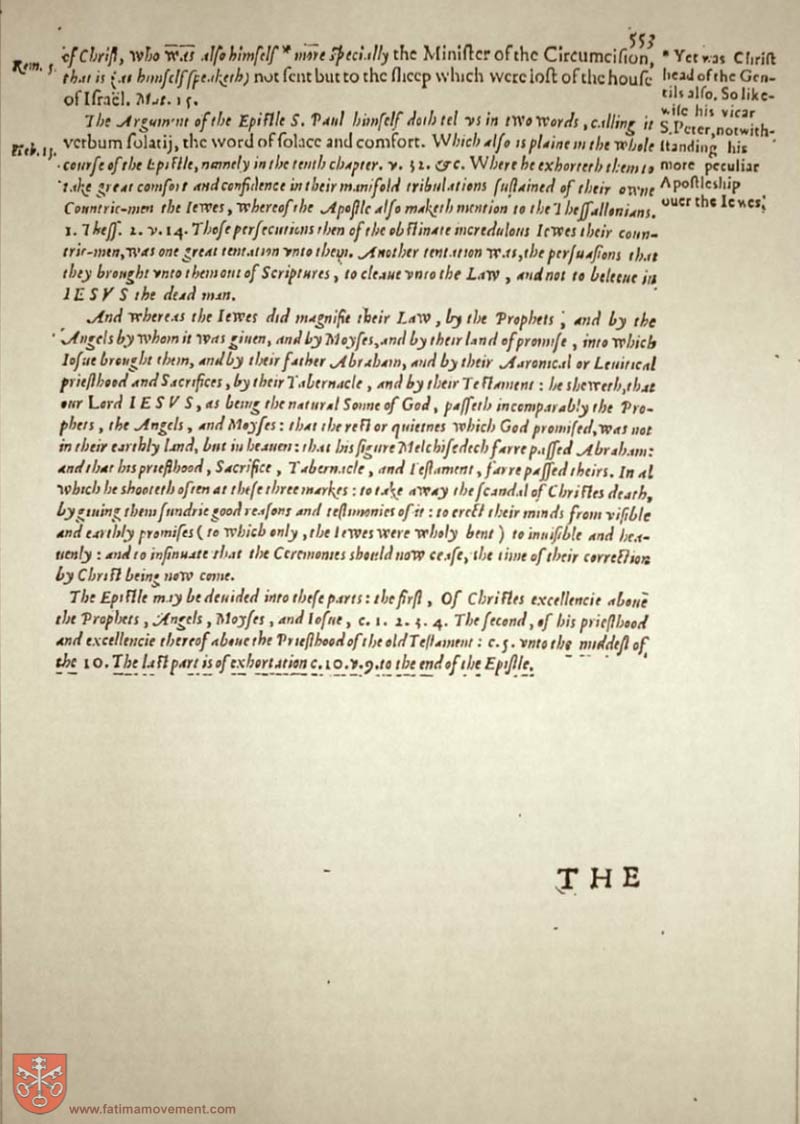 553
of Chriſt, who was alſo himſelf * more ſpecially the Miniſter of the Circumciſion,
that is (as himſelf ſpeaketh) not ſent but to the ſheep which were loſt of the houſe
of Iſraël. Mat. 15.
The Argument of the Epiſtle S. Paul himſelf doth tel vs in two words, calling it
verbum ſolatij, the word of ſolace and comfort. Which alſo is plaine in the whole
courſe of the Epiſtle, namely in the tenth chapter. v. 32. &c. Where he exhorteth them to
take great comfort and confidence in their manifold tribulations ſuſtained of their owne
Countrie-men the Iewes, whereof the Apoſtle alſo maketh mention to the Theſſallonians.
1. Theſſ. 2. v. 14. Thoſe perſecutions then of the obſtinate incredulous Iewes their coun-
trie-men, was one great tentation vnto them. Another tentation was, the perſuaſions that
they brought vnto them out of Scriptures, to cleaue vnto the Law, and not to beleeue in
IESVS the dead man.
And whereas the Iewes did magnifie their Law, by the Prophets, and by the
Angels by whom it was giuen, and by Moyſes, and by their land of promiſe, into which
Ioſue brought them, and by their father Abraham, and by their Aaronical or Leuitical
prieſthood and Sacrifices, by their Tabernacle, and by their Teſtament: he sheweth, that
our Lord IESVS, as being the natural Sonne of God, paſſeth incomparably the Pro-
phets, the Angels, and Moyſes: that the reſt or quietnes which God promiſed, was not
in their earthly land, but in heauen: that his figure Melchiſedech farre paſſed Abraham:
and that his prieſthood, Sacrifice, Tabernacle, and Teſtament, farre paſſed theirs. In al
which he shooteth often at theſe three markes: to take away the ſcandal of Chriſtes death,
by giuing them ſundrie good reaſons and teſtimonies of it: to erect their minds from viſible
and earthly promiſes (to which only, the Iewes were wholy bent) to inuiſible and hea-
uenly: and to inſinuate that the Ceremonies should now ceaſe, the time of their correction
by Chriſt being now come.
The Epiſtle may be deuided into theſe parts: the firſt, Of Chriſtes excellencie aboue
the Prophets, Angels, Moyſes, and Ioſue, c. 1. 2. 3. 4. The ſecond, of his prieſthood
and excellencie thereof aboue the Prieſthood of the old Teſtament: c. 5. vnto the middeſt of
the 10. The laſt part is of exhortation c. 10. v. 9. to the end of the Epiſtle.
THE
Rom. 5.
Heb. 13.
* Yet was Chriſt
head of the Gen-
tils alſo. So like-
wiſe his vicar
S. Peter, notwith-
ſtanding his
more peculiar
Apoſtleship
ouer the Iewes.
www.fatimamovement.com